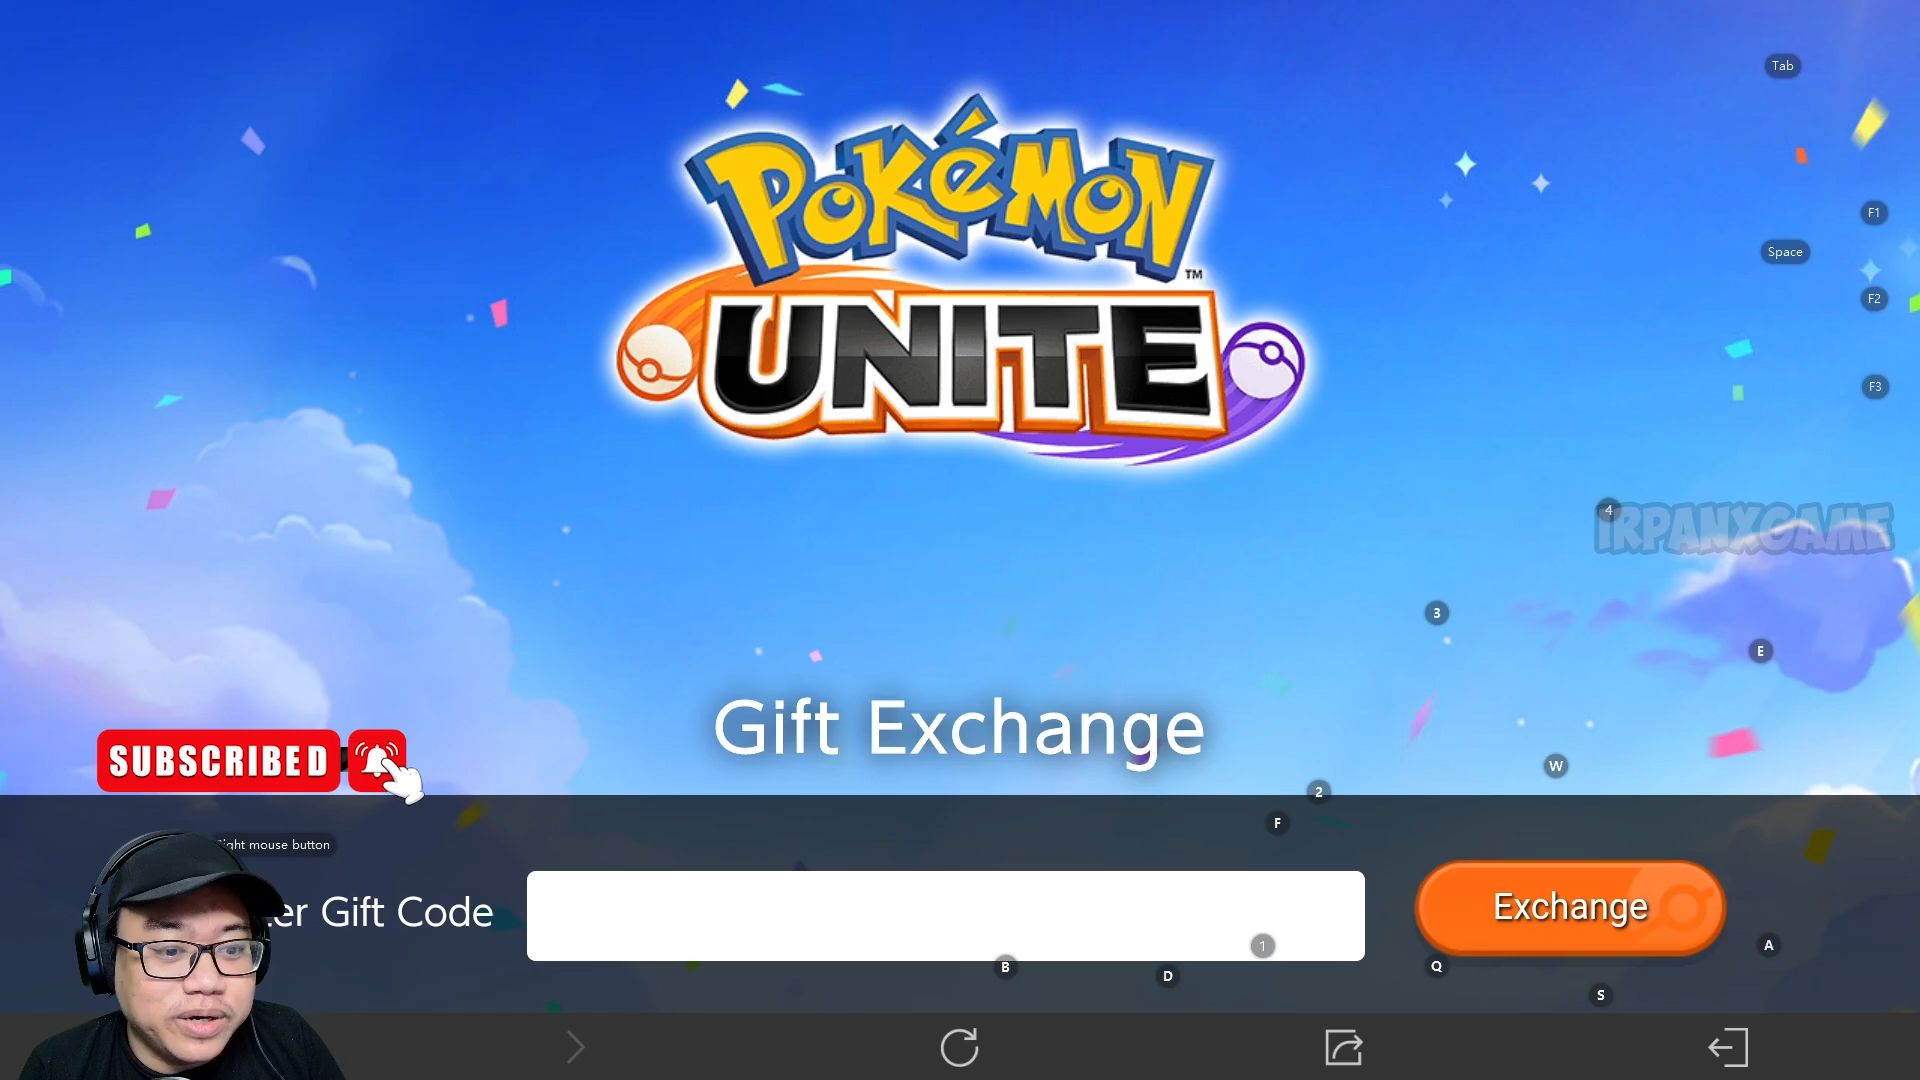 Tab
POKéMON
TM
UNITE
F1
Space
F2
F3
4
IRPANXGAME
3
E
Gift Exchange
W
SUBSCRIBED
2
F
Right mouse button
er Gift Code
Exchange
1
A
B
D
Q
S